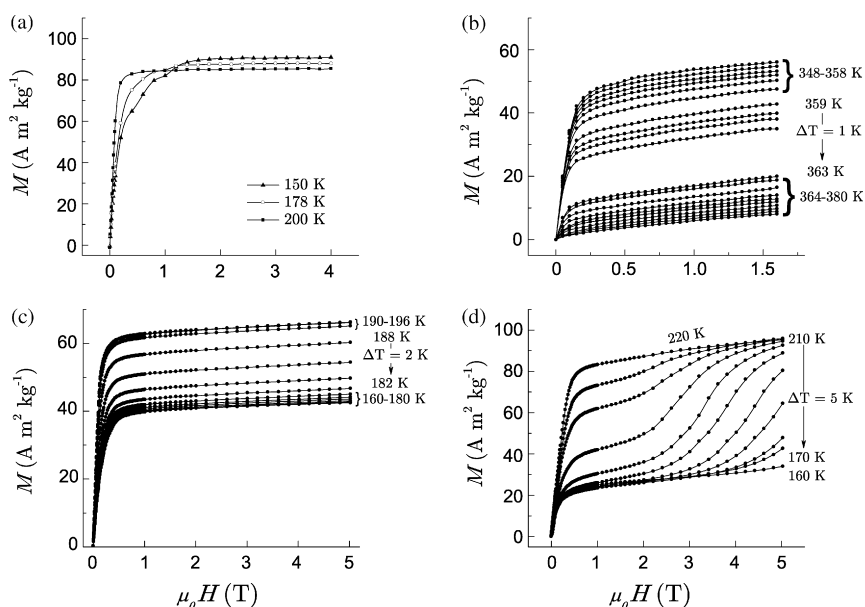 (a)
100
80
60
40
20
0
M (A m² kg⁻¹)
150 K
178 K
200 K
0 1 2 3 4
(b)
60
40
20
0
M (A m² kg⁻¹)
348-358 K
359 K
ΔT = 1 K
363 K
364-380 K
0 0.5 1.0 1.5
(c)
60
40
20
0
M (A m² kg⁻¹)
190-196 K
188 K
ΔT = 2 K
182 K
160-180 K
0 1 2 3 4 5
μ₀H (T)
(d)
100
80
60
40
20
0
M (A m² kg⁻¹)
220 K
210 K
ΔT = 5 K
170 K
160 K
0 1 2 3 4 5
μ₀H (T)